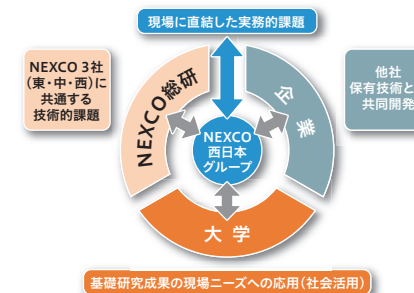 現場に直結した実務的課題
NEXCO 3社
（東・中・西）に
共通する
技術的課題
NEXCO総研
企業
他社
保有技術と
共同開発
NEXCO
西日本
グループ
大学
基礎研究成果の現場ニーズへの応用（社会活用）